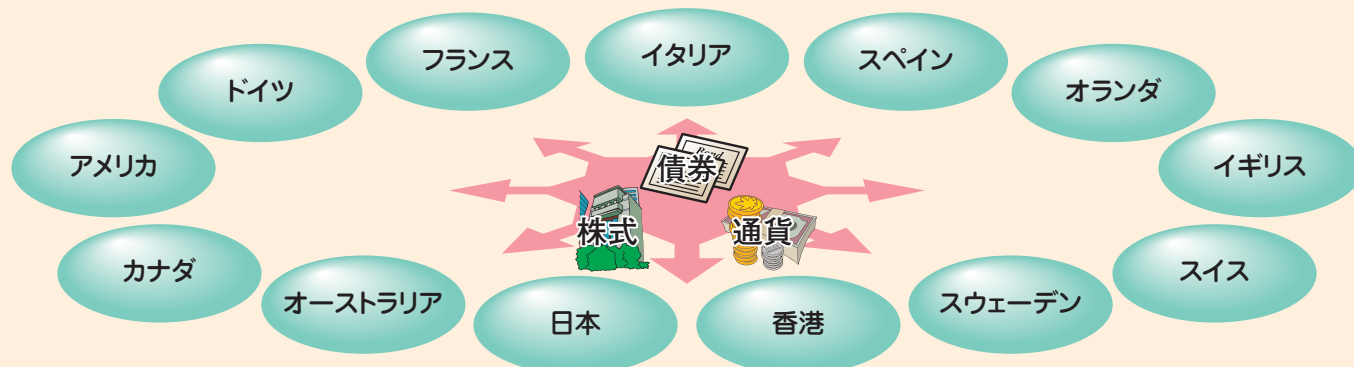 フランス
イタリア
スペイン
ドイツ
オランダ
アメリカ
イギリス
債券
Bond
株式
通貨
カナダ
スイス
オーストラリア
スウェーデン
日本
香港